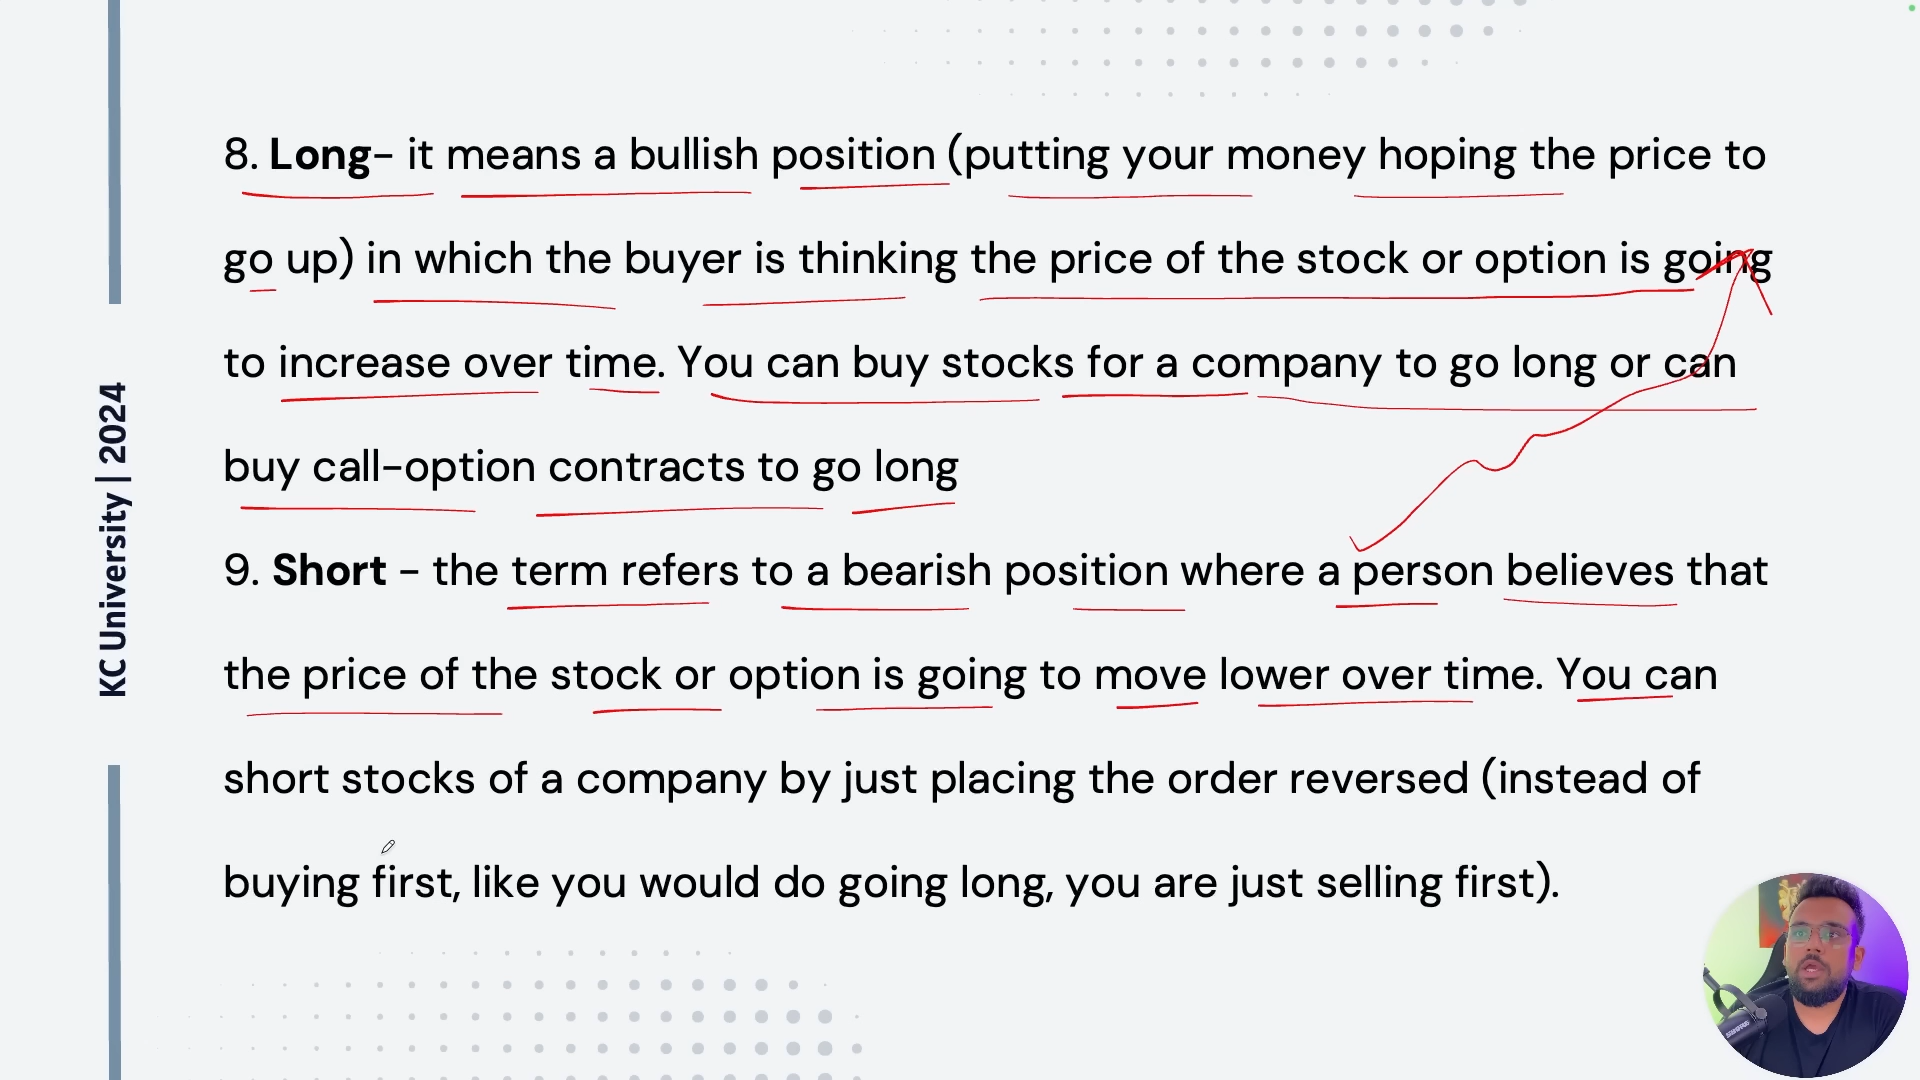 8. Long- it means a bullish position (putting your money hoping the price to
go up) in which the buyer is thinking the price of the stock or option is going
to increase over time. You can buy stocks for a company to go long or can
buy call-option contracts to go long
9. Short - the term refers to a bearish position where a person believes that
the price of the stock or option is going to move lower over time. You can
short stocks of a company by just placing the order reversed (instead of
buying first, like you would do going long, you are just selling first).
KC University | 2024